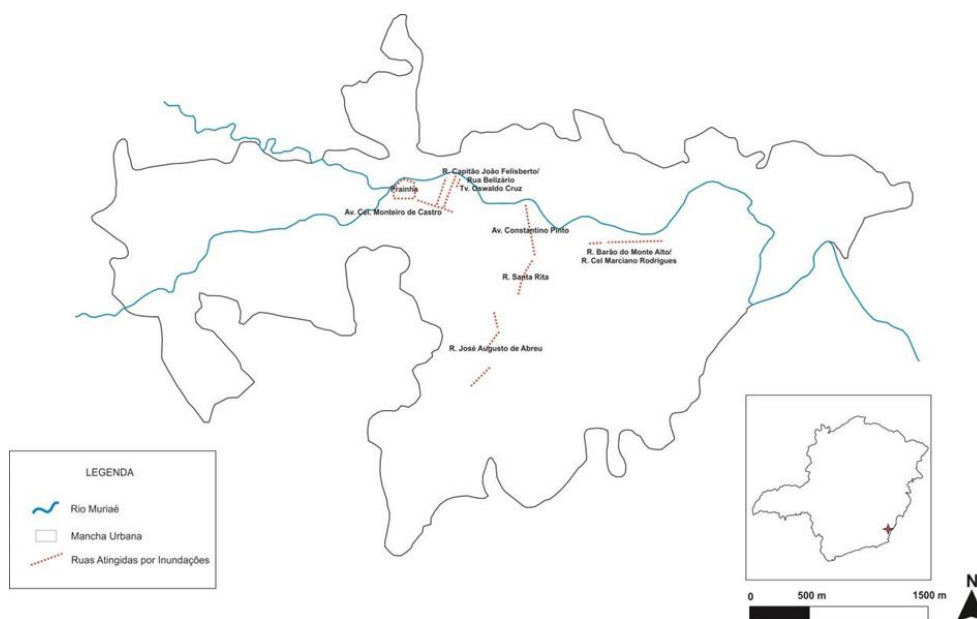 R. Capitão João Felisberto/
Rua Belizário
Tv. Oswaldo Cruz
Prainha
Av. Cel. Monteiro de Castro
Av. Constantino Pinto
R. Barão do Monte Alto/
R. Cel Marciano Rodrigues
R. Santa Rita
R. José Augusto de Abreu
LEGENDA
Rio Muriaé
Mancha Urbana
Ruas Atingidas por Inundações
N
0 500 m 1500 m